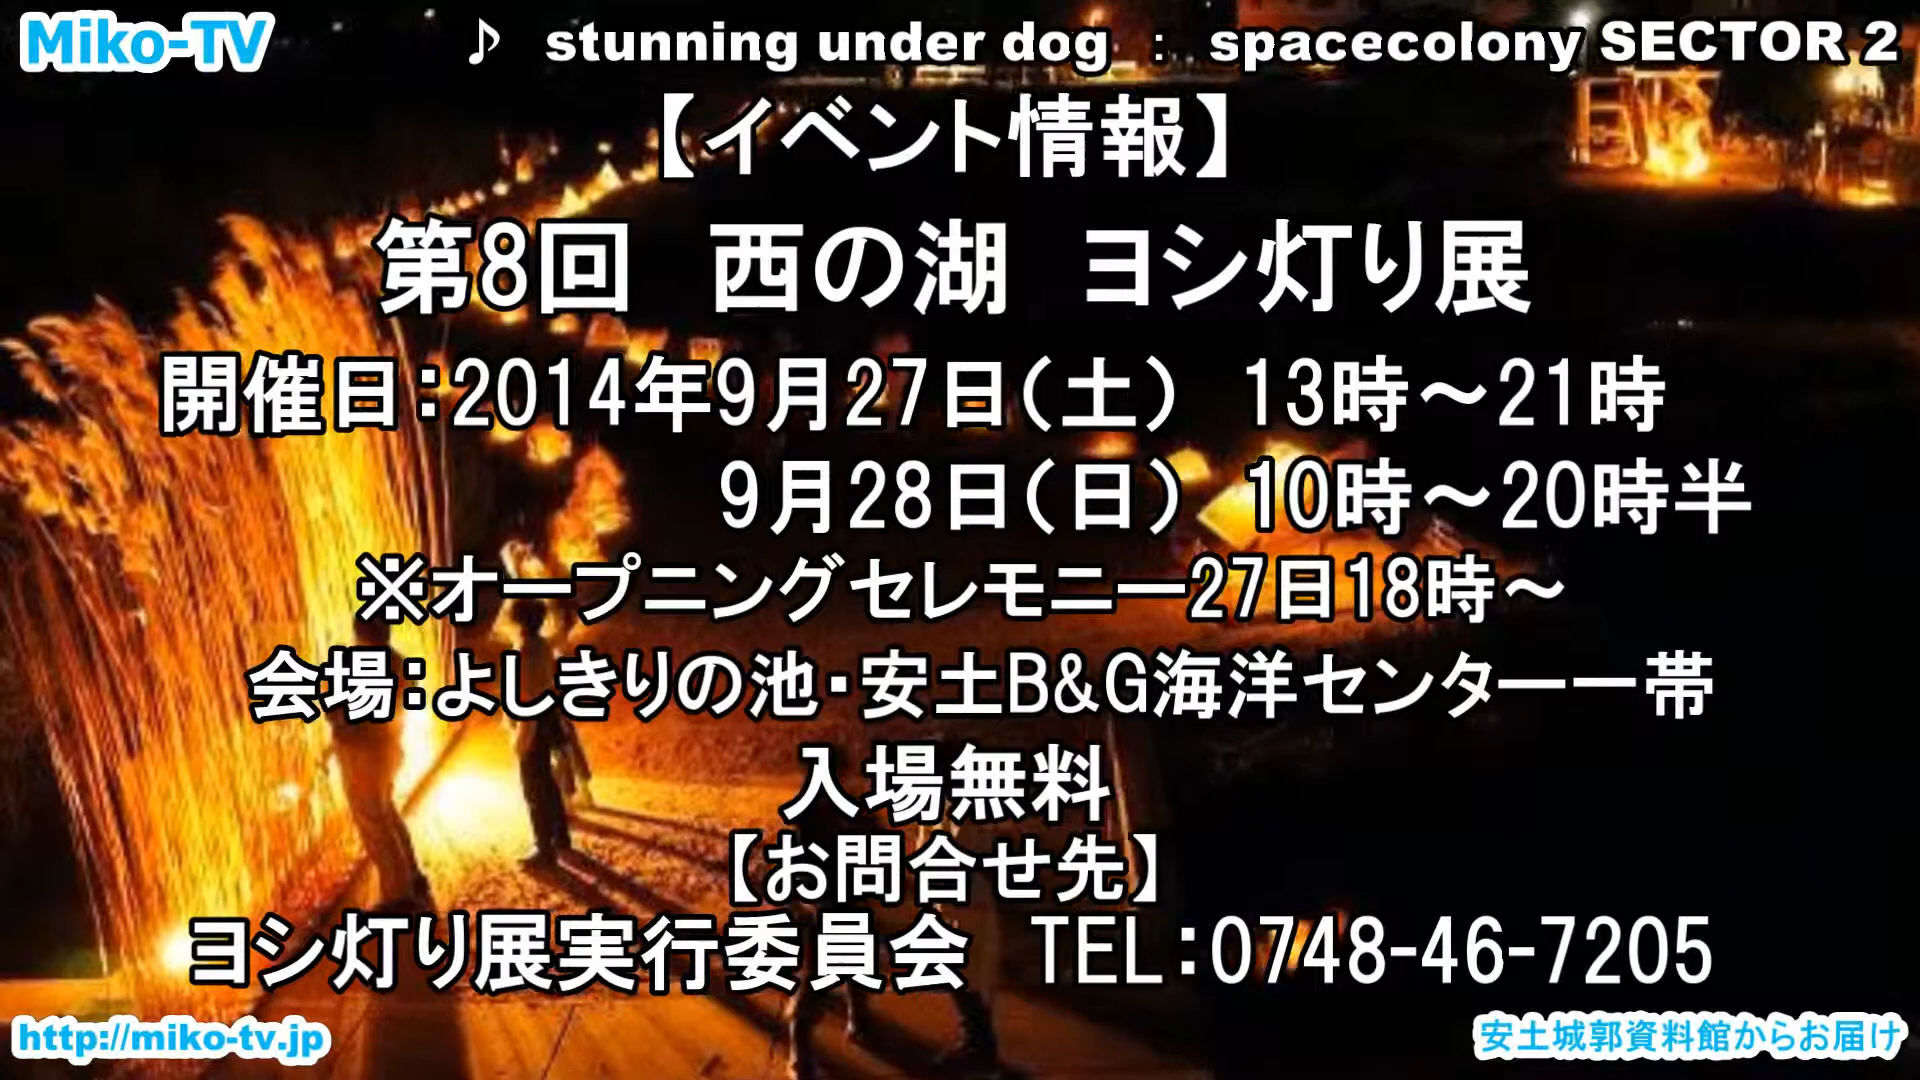 Miko-TV
♪ stunning under dog : spacecolony SECTOR 2
【イベント情報】
第8回 西の湖 ヨシ灯り展
開催日：2014年9月27日（土） 13時～21時
9月28日（日） 10時～20時半
※オープニングセレモニー27日18時～
会場：よしきりの池・安土B&G海洋センター一帯
入場無料
【お問合せ先】
ヨシ灯り展実行委員会 TEL：0748-46-7205
http://miko-tv.jp
安土城郭資料館からお届け